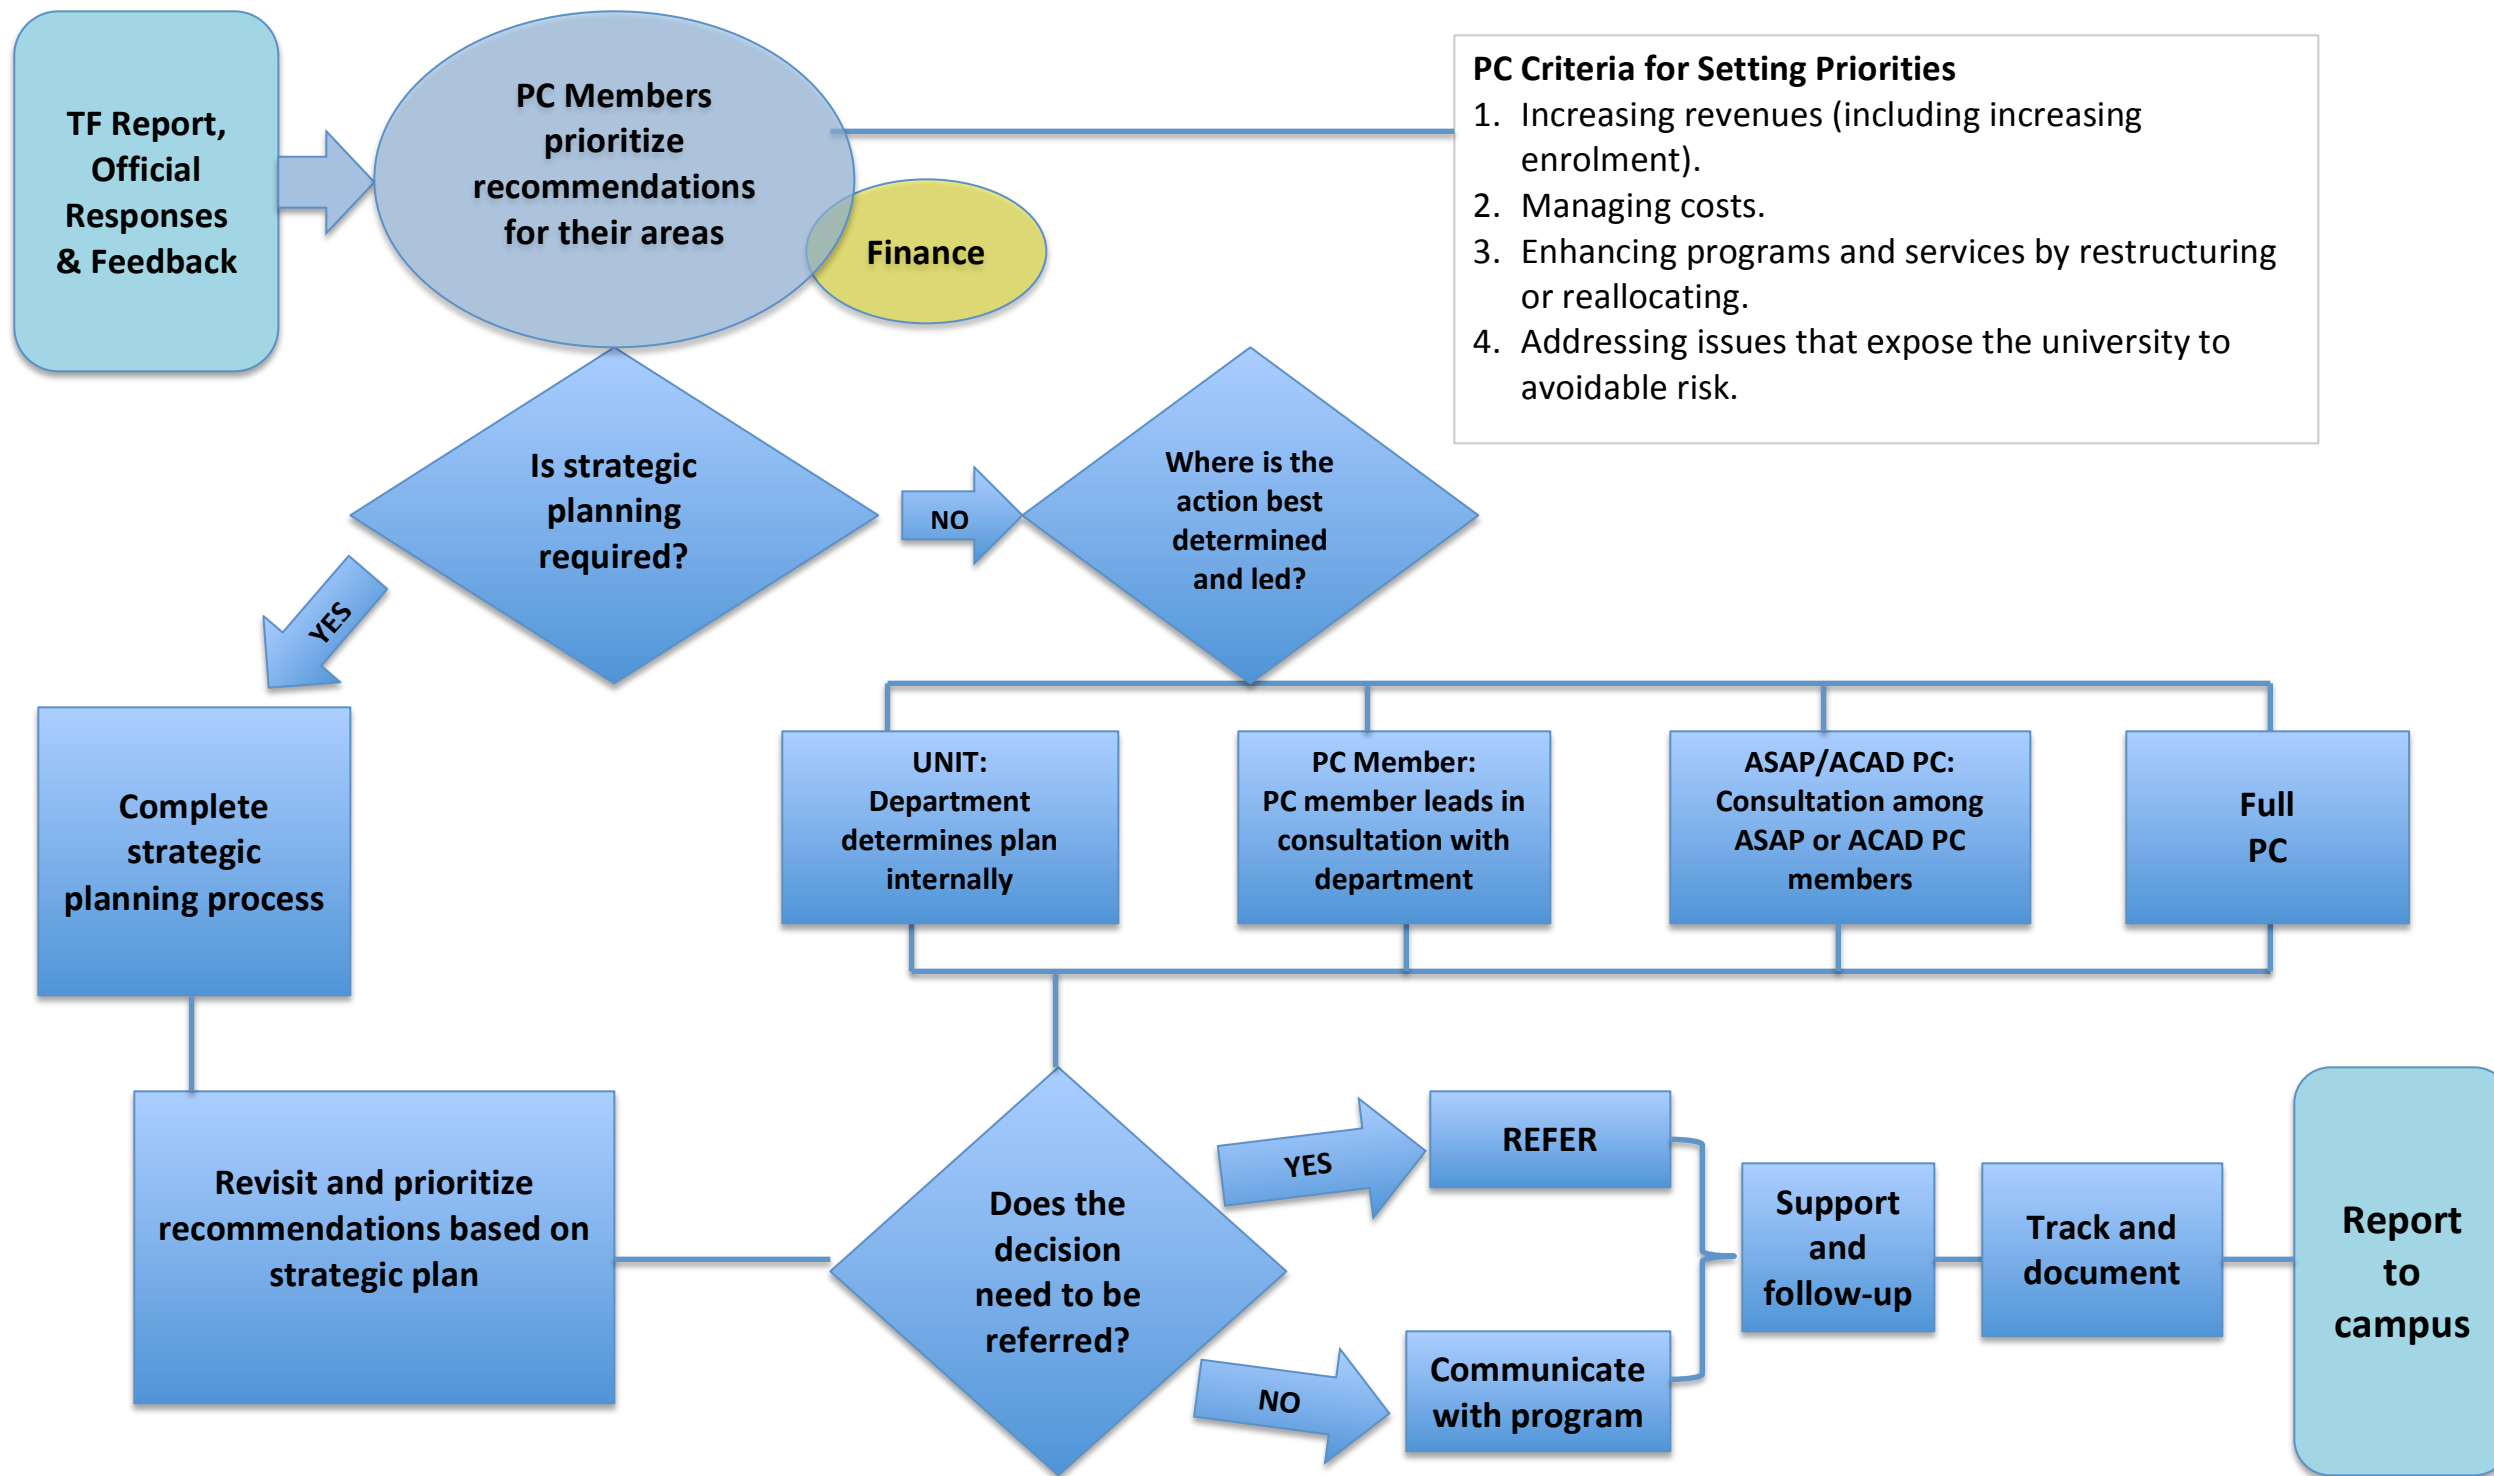 TF Report,
Official
Responses
& Feedback
PC Members
prioritize
recommendations
for their areas
Finance
PC Criteria for Setting Priorities
1. Increasing revenues (including increasing
enrolment).
2. Managing costs.
3. Enhancing programs and services by restructuring
or reallocating.
4. Addressing issues that expose the university to
avoidable risk.
Is strategic
planning
required?
NO
Where is the
action best
determined
and led?
YES
Complete
strategic
planning process
UNIT:
Department
determines plan
internally
PC Member:
PC member leads in
consultation with
department
ASAP/ACAD PC:
Consultation among
ASAP or ACAD PC
members
Full
PC
Revisit and prioritize
recommendations based on
strategic plan
Does the
decision
need to be
referred?
YES
REFER
NO
Communicate
with program
Support
and
follow-up
Track and
document
Report
to
campus